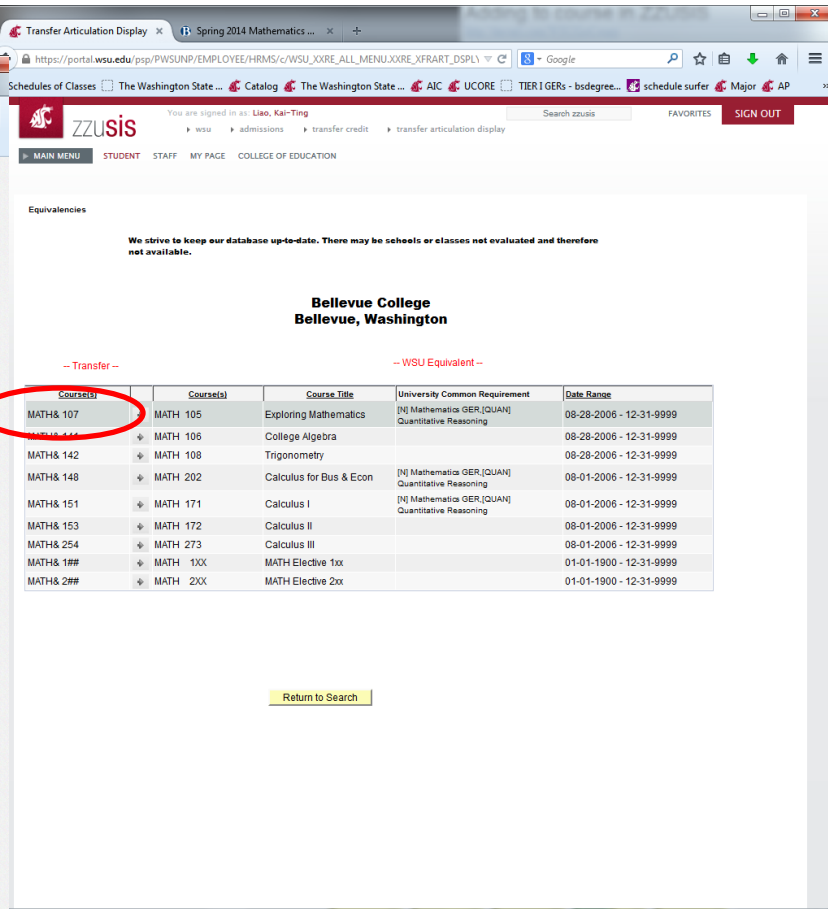 Adding to course in ZZUSIS
Transfer Articulation Display × Spring 2014 Mathematics ... × +
https://portal.wsu.edu/psp/PWSUNP/EMPLOYEE/HRMS/c/WSU_XXRE_ALL_MENU.XXRE_XFRART_DSPL 8 Google
Schedules of Classes The Washington State ... Catalog The Washington State ... AIC UCORE TIER I GERs - bsdegree... schedule surfer Major AP »
zzusis You are signed in as: Liao, Kai-Ting Search zzusis FAVORITES SIGN OUT
wsu admissions transfer credit transfer articulation display
MAIN MENU STUDENT STAFF MY PAGE COLLEGE OF EDUCATION
Equivalencies
We strive to keep our database up-to-date. There may be schools or classes not evaluated and therefore
not available.
Bellevue College
Bellevue, Washington
-- Transfer -- -- WSU Equivalent --
Course(s) Course(s) Course Title University Common Requirement Date Range
MATH& 107 MATH 105 Exploring Mathematics [N] Mathematics GER,[QUAN] Quantitative Reasoning 08-28-2006 - 12-31-9999
MATH& 141 MATH 106 College Algebra 08-28-2006 - 12-31-9999
MATH& 142 MATH 108 Trigonometry 08-28-2006 - 12-31-9999
MATH& 148 MATH 202 Calculus for Bus & Econ [N] Mathematics GER,[QUAN] Quantitative Reasoning 08-01-2006 - 12-31-9999
MATH& 151 MATH 171 Calculus I [N] Mathematics GER,[QUAN] Quantitative Reasoning 08-01-2006 - 12-31-9999
MATH& 153 MATH 172 Calculus II 08-01-2006 - 12-31-9999
MATH& 254 MATH 273 Calculus III 08-01-2006 - 12-31-9999
MATH& 1## MATH 1XX MATH Elective 1xx 01-01-1900 - 12-31-9999
MATH& 2## MATH 2XX MATH Elective 2xx 01-01-1900 - 12-31-9999
Return to Search